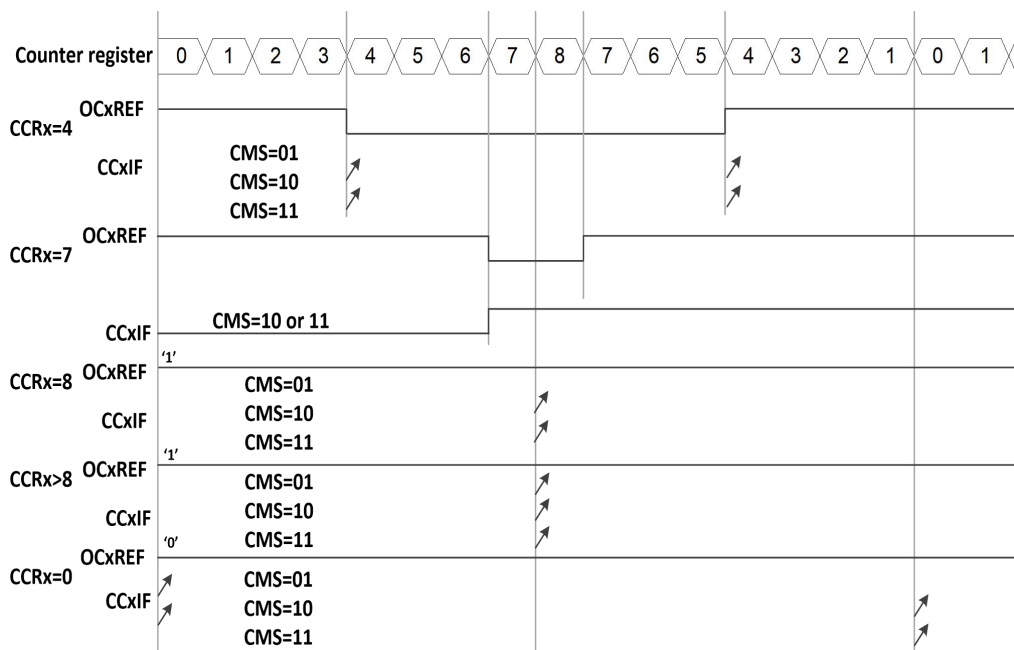 Counter register 0 1 2 3 4 5 6 7 8 7 6 5 4 3 2 1 0 1
OCxREF
CCRx=4
CMS=01
CCxIF
CMS=10
CMS=11
OCxREF
CCRx=7
CMS=10 or 11
CCxIF
'1'
OCxREF
CCRx=8
CMS=01
CCxIF
CMS=10
CMS=11
'1'
OCxREF
CCRx>8
CMS=01
CCxIF
CMS=10
CMS=11
'0'
OCxREF
CCRx=0
CMS=01
CCxIF
CMS=10
CMS=11